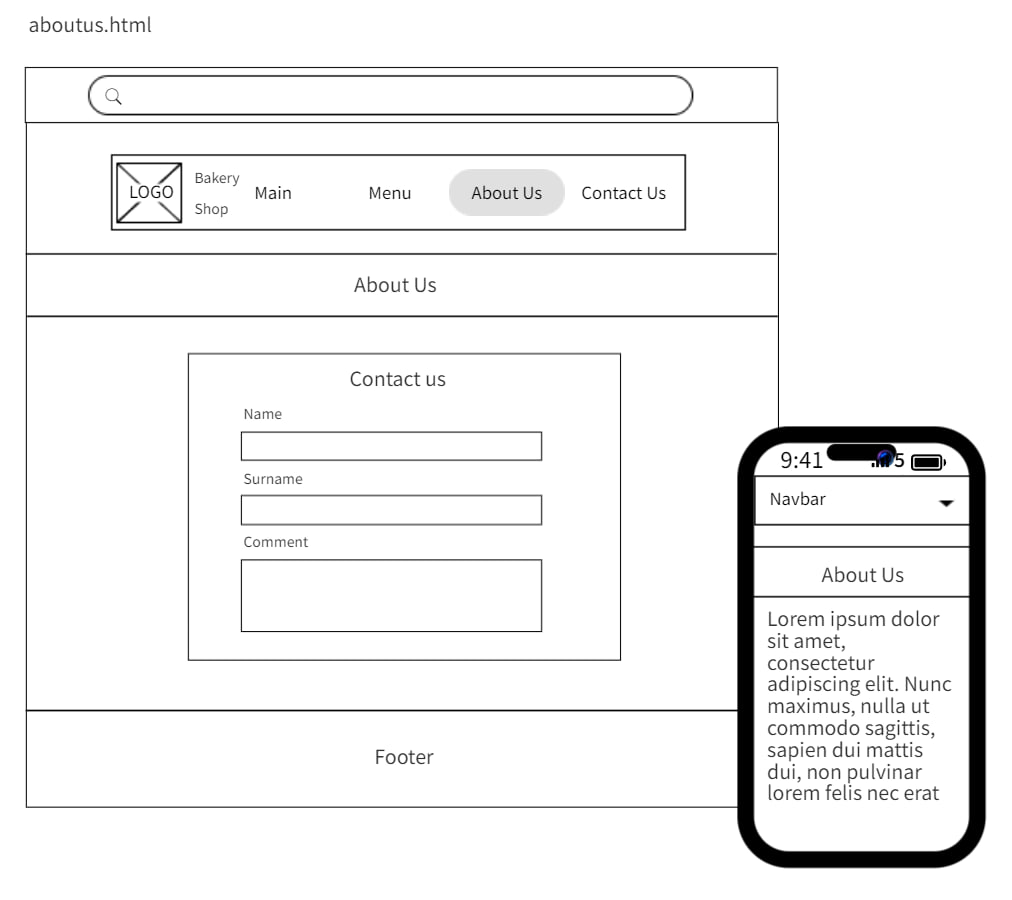 aboutus.html
LOGO
Bakery
Shop
Main
Menu
About Us
Contact Us
About Us
Contact us
Name
Surname
Comment
Footer
9:41
5
Navbar
About Us
Lorem ipsum dolor
sit amet,
consectetur
adipiscing elit. Nunc
maximus, nulla ut
commodo sagittis,
sapien dui mattis
dui, non pulvinar
lorem felis nec erat